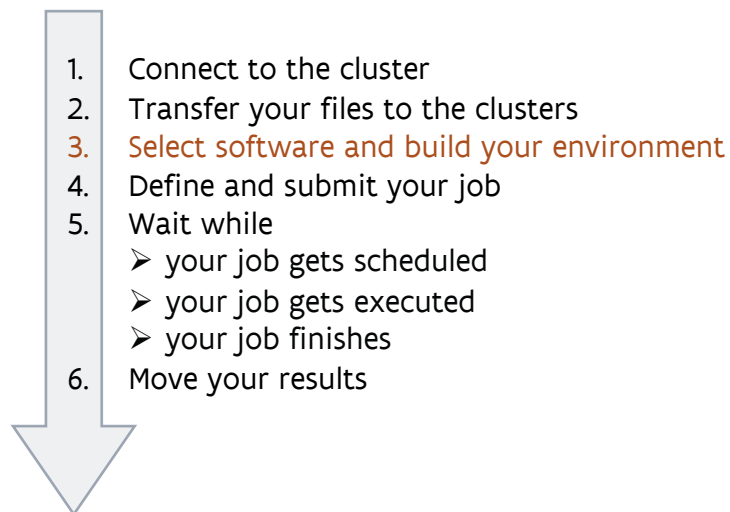 1. Connect to the cluster
2. Transfer your files to the clusters
3. Select software and build your environment
4. Define and submit your job
5. Wait while
➢ your job gets scheduled
➢ your job gets executed
➢ your job finishes
6. Move your results